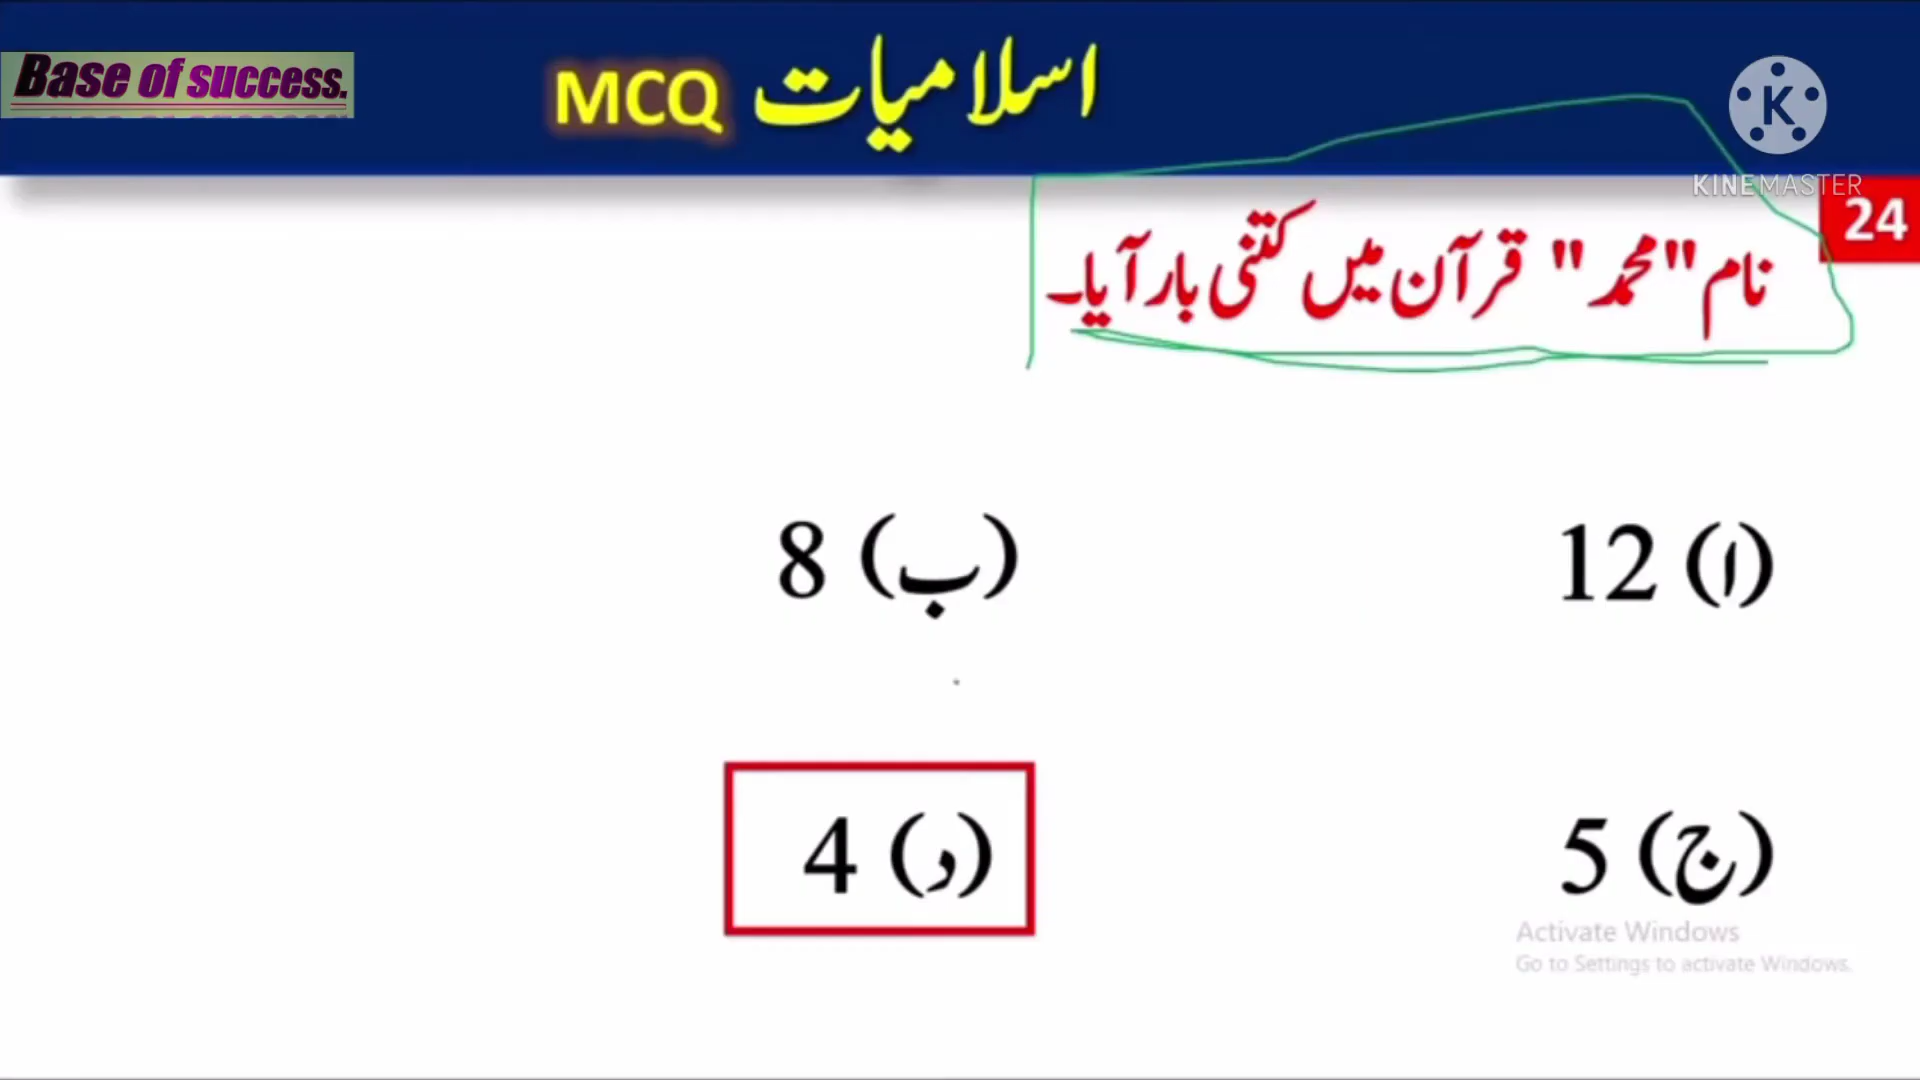 Base of success.
اسلامیات MCQ
KINEMASTER
24
نام "محمد" قرآن میں کتنی بار آیا۔
(ا) 12
(ب) 8
(ج) 5
(د) 4
Activate Windows
Go to Settings to activate Windows.